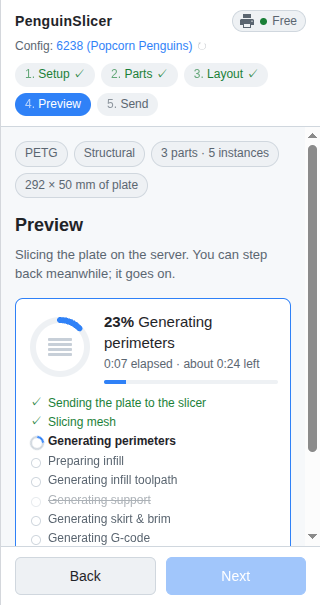 PenguinSlicer
Free
Config: 6238 (Popcorn Penguins)
1. Setup ✓
2. Parts ✓
3. Layout ✓
4. Preview
5. Send
PETG
Structural
3 parts · 5 instances
292 × 50 mm of plate
Preview
Slicing the plate on the server. You can step
back meanwhile; it goes on.
23% Generating
perimeters
0:07 elapsed · about 0:24 left
✓ Sending the plate to the slicer
✓ Slicing mesh
Generating perimeters
Preparing infill
Generating infill toolpath
Generating support
Generating skirt & brim
Generating G-code
Back
Next